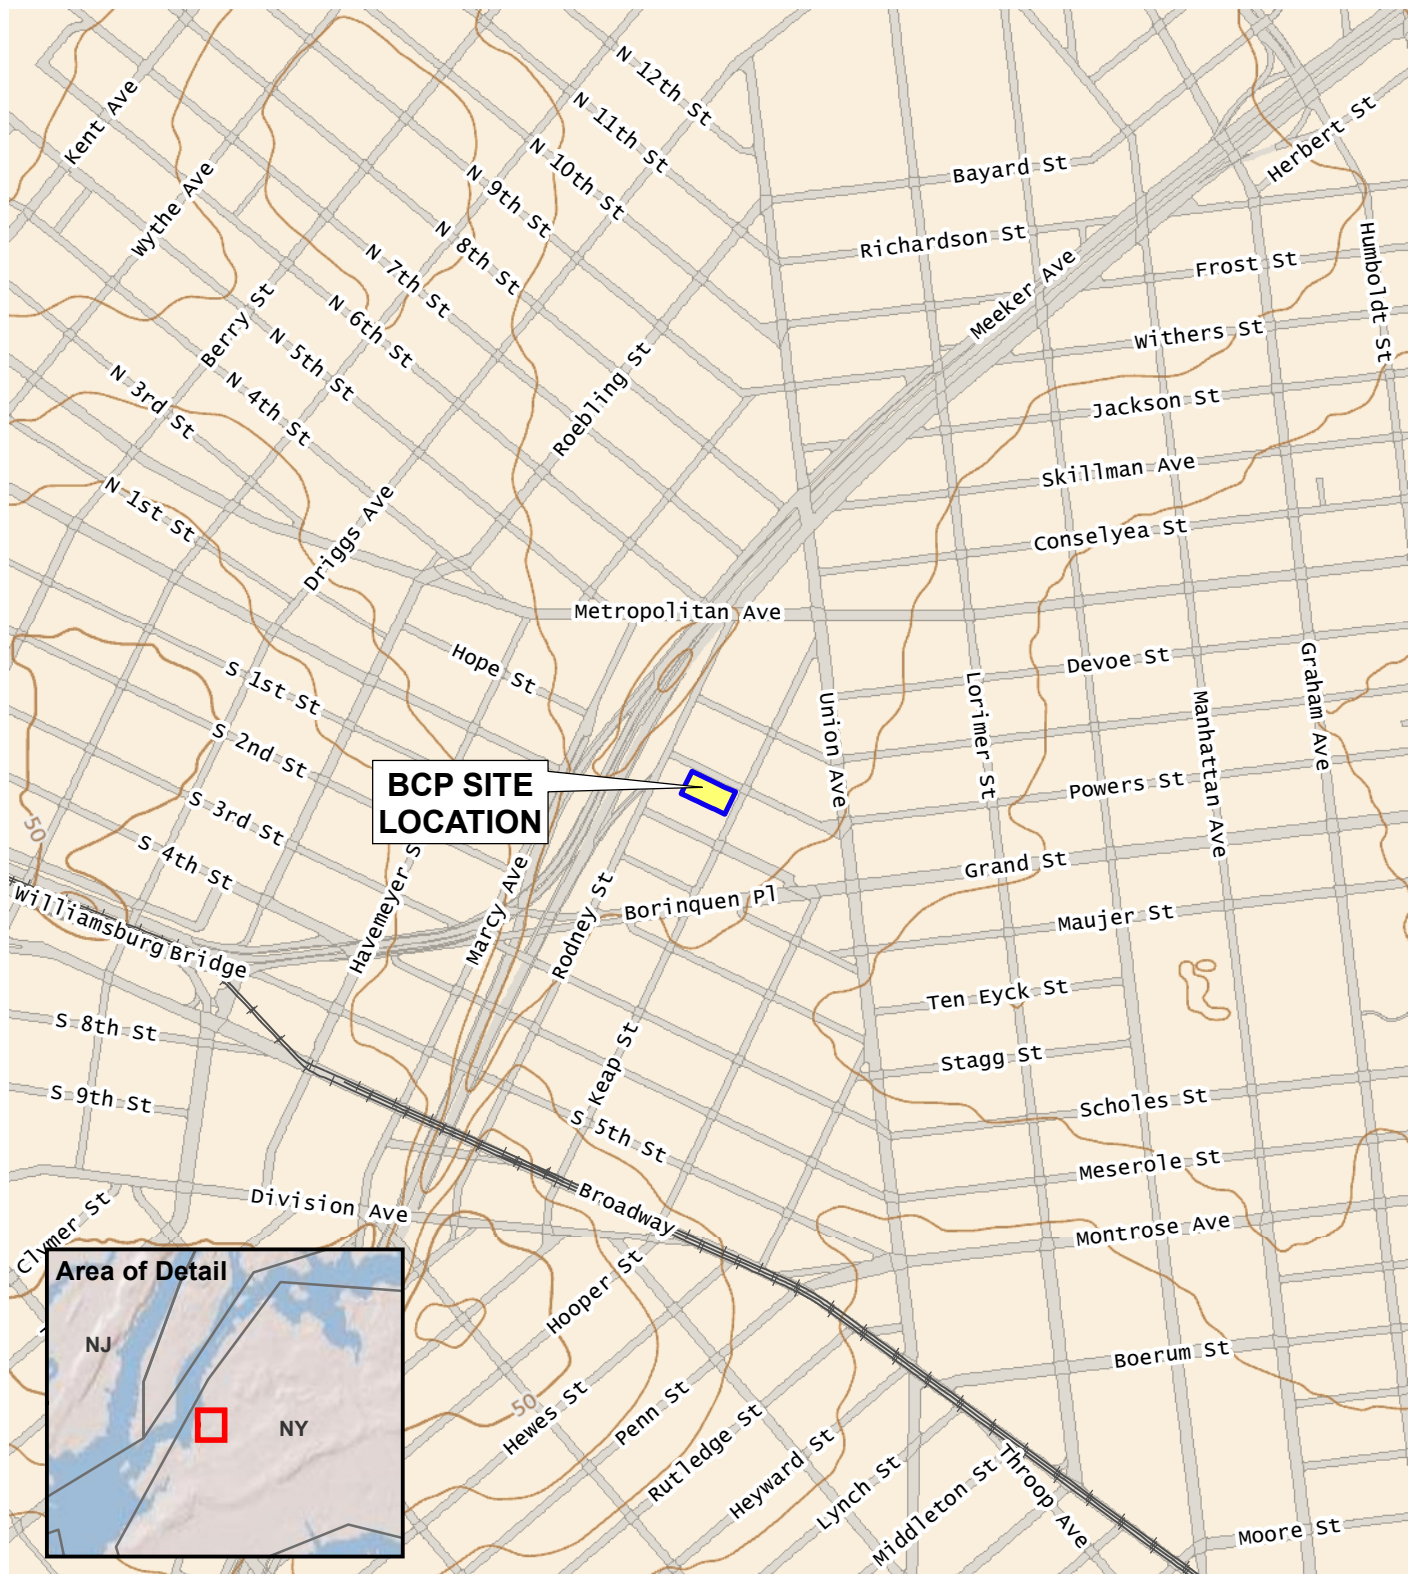 N 12th St
Kent Ave
N 11th St
Herbert St
N 10th St
Bayard St
N 9th St
Wythe Ave
Richardson St
N 8th St
Frost St
N 7th St
Humboldt St
Meeker Ave
Berry St
N 6th St
Withers St
N 5th St
N 3rd St
N 4th St
Roebling St
Jackson St
Skillman Ave
N 1st St
Driggs Ave
Conselyea St
Metropolitan Ave
Hope St
Devoe St
S 1st St
Graham Ave
Lorimer St
Union Ave
Manhattan Ave
S 2nd St
BCP SITE
LOCATION
Powers St
S 3rd St
50
S 4th St
Grand St
Havemeyer S
Marcy Ave
Rodney St
Borinquen Pl
Maujer St
Williamsburg Bridge
Ten Eyck St
S 8th St
Keap St
Stagg St
S 9th St
Scholes St
S 5th St
Meserole St
Division Ave
Broadway
Montrose Ave
Clymer St
Area of Detail
Hooper St
NJ
Boerum St
NY
50
Hewes St
Penn St
Rutledge St
Heyward St
Lynch St
Middleton St
Throop Ave
Moore St